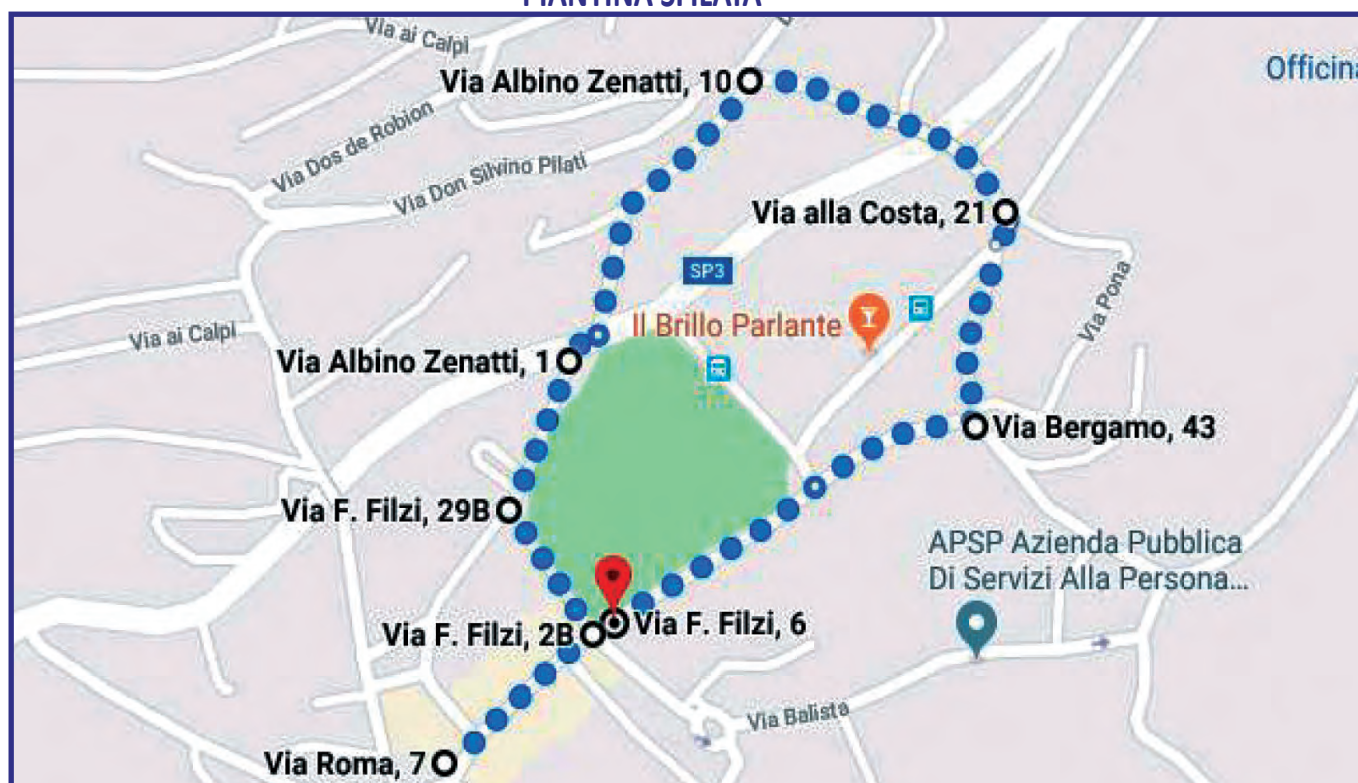 PIANTINA SFILATA
Via ai Calpi
Via Albino Zenatti, 10
Officina
Via Dos de Robion
Via Don Silvino Pilati
Via alla Costa, 21
SP3
Via Pona
Il Brillo Parlante
Via ai Calpi
Via Albino Zenatti, 1
Via Bergamo, 43
Via F. Filzi, 29B
APSP Azienda Pubblica
Di Servizi Alla Persona...
Via F. Filzi, 2B
Via F. Filzi, 6
Via Balista
Via Roma, 7